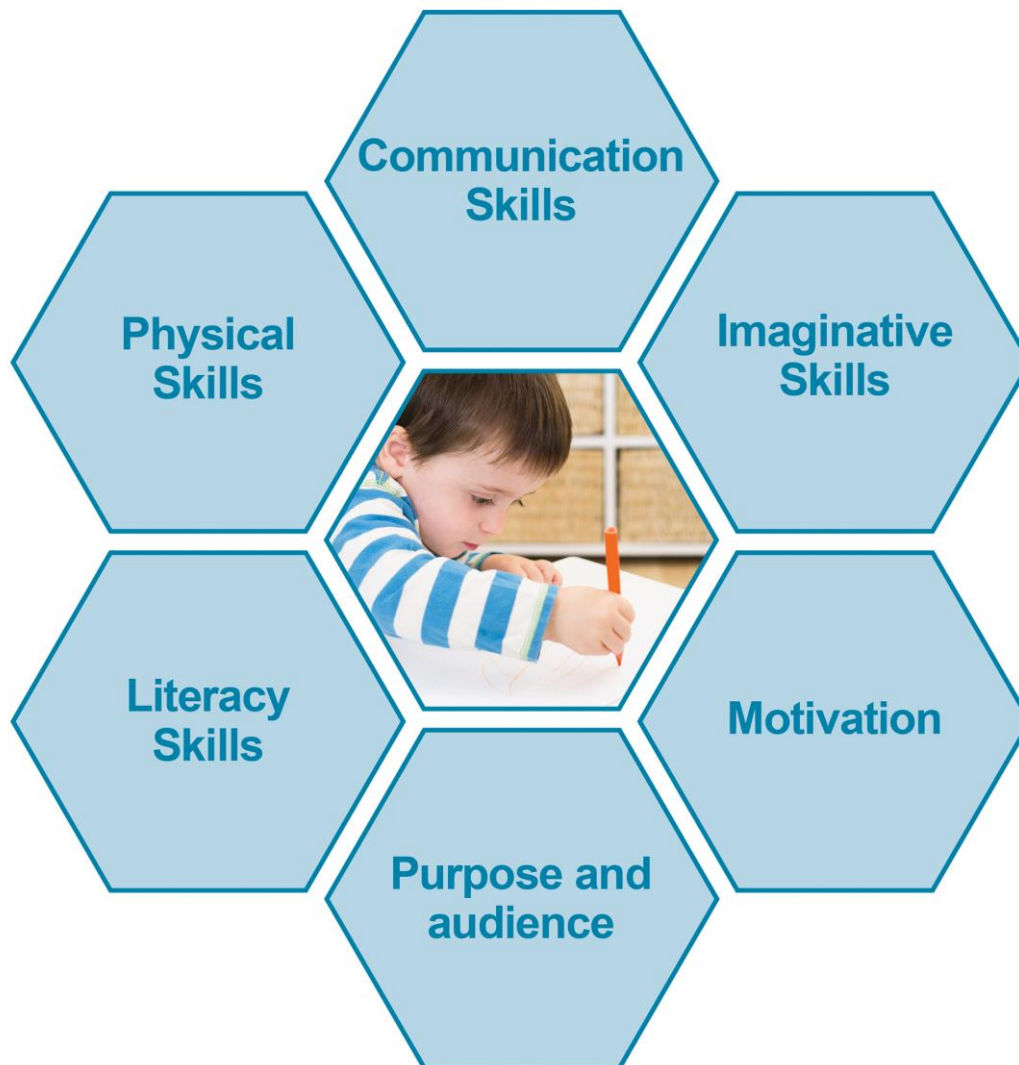 Communication
Skills
Physical
Skills
Imaginative
Skills
Literacy
Skills
Motivation
Purpose and
audience